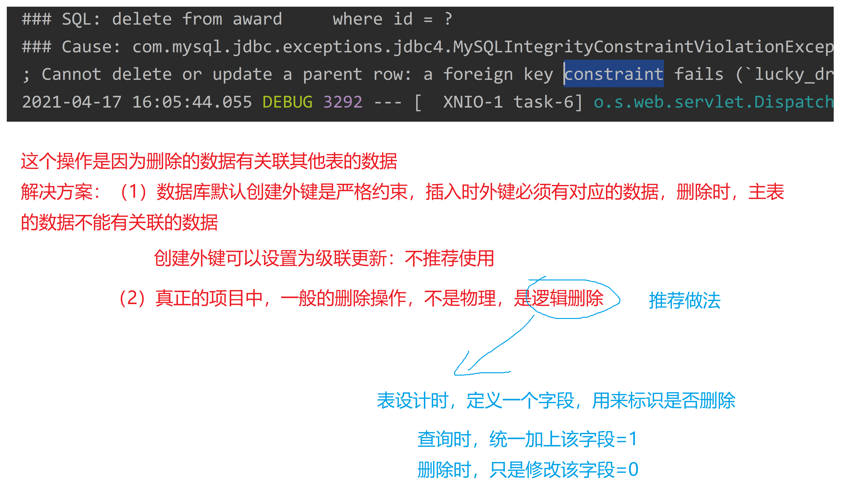 ### SQL: delete from award     where id = ?
### Cause: com.mysql.jdbc.exceptions.jdbc4.MySQLIntegrityConstraintViolationExcep
; Cannot delete or update a parent row: a foreign key constraint fails (`lucky_dr
2021-04-17 16:05:44.055 DEBUG 3292 --- [  XNIO-1 task-6] o.s.web.servlet.Dispatch
这个操作是因为删除的数据有关联其他表的数据
解决方案：（1）数据库默认创建外键是严格约束，插入时外键必须有对应的数据，删除时，主表
的数据不能有关联的数据
创建外键可以设置为级联更新：不推荐使用
（2）真正的项目中，一般的删除操作，不是物理，是逻辑删除
推荐做法
表设计时，定义一个字段，用来标识是否删除
查询时，统一加上该字段=1
删除时，只是修改该字段=0